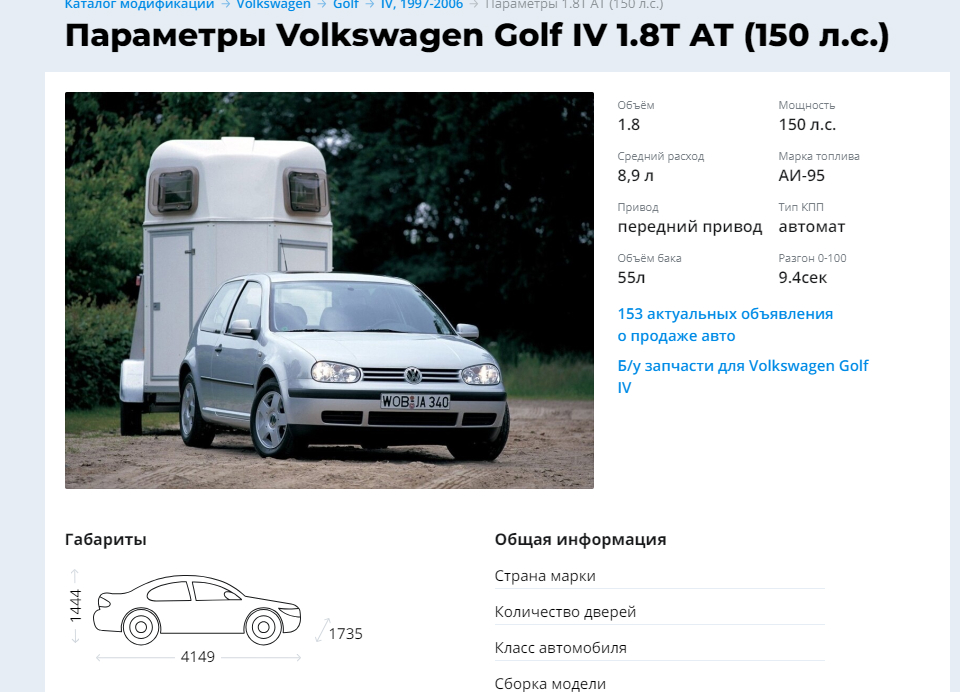 Каталог модификаций → Volkswagen → Golf → IV, 1997-2006 → Параметры 1.8T AT (150 л.с.)
Параметры Volkswagen Golf IV 1.8T AT (150 л.с.)
Объём
1.8
Мощность
150 л.с.
Средний расход
8,9 л
Марка топлива
АИ-95
Привод
передний привод
Тип КПП
автомат
Объём бака
55л
Разгон 0-100
9.4сек
153 актуальных объявления
о продаже авто
Б/у запчасти для Volkswagen Golf
IV
WOB JA 340
Габариты
1444
4149
1735
Общая информация
Страна марки
Количество дверей
Класс автомобиля
Сборка модели